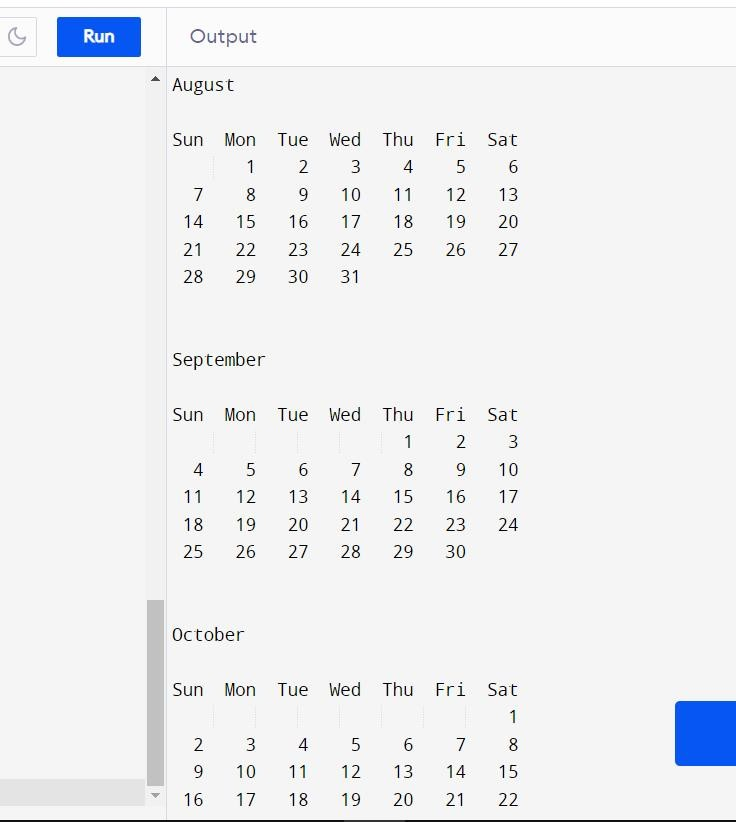 Run Output
August
Sun Mon Tue Wed Thu Fri Sat
1 2 3 4 5 6
7 8 9 10 11 12 13
14 15 16 17 18 19 20
21 22 23 24 25 26 27
28 29 30 31
September
Sun Mon Tue Wed Thu Fri Sat
1 2 3
4 5 6 7 8 9 10
11 12 13 14 15 16 17
18 19 20 21 22 23 24
25 26 27 28 29 30
October
Sun Mon Tue Wed Thu Fri Sat
1
2 3 4 5 6 7 8
9 10 11 12 13 14 15
16 17 18 19 20 21 22